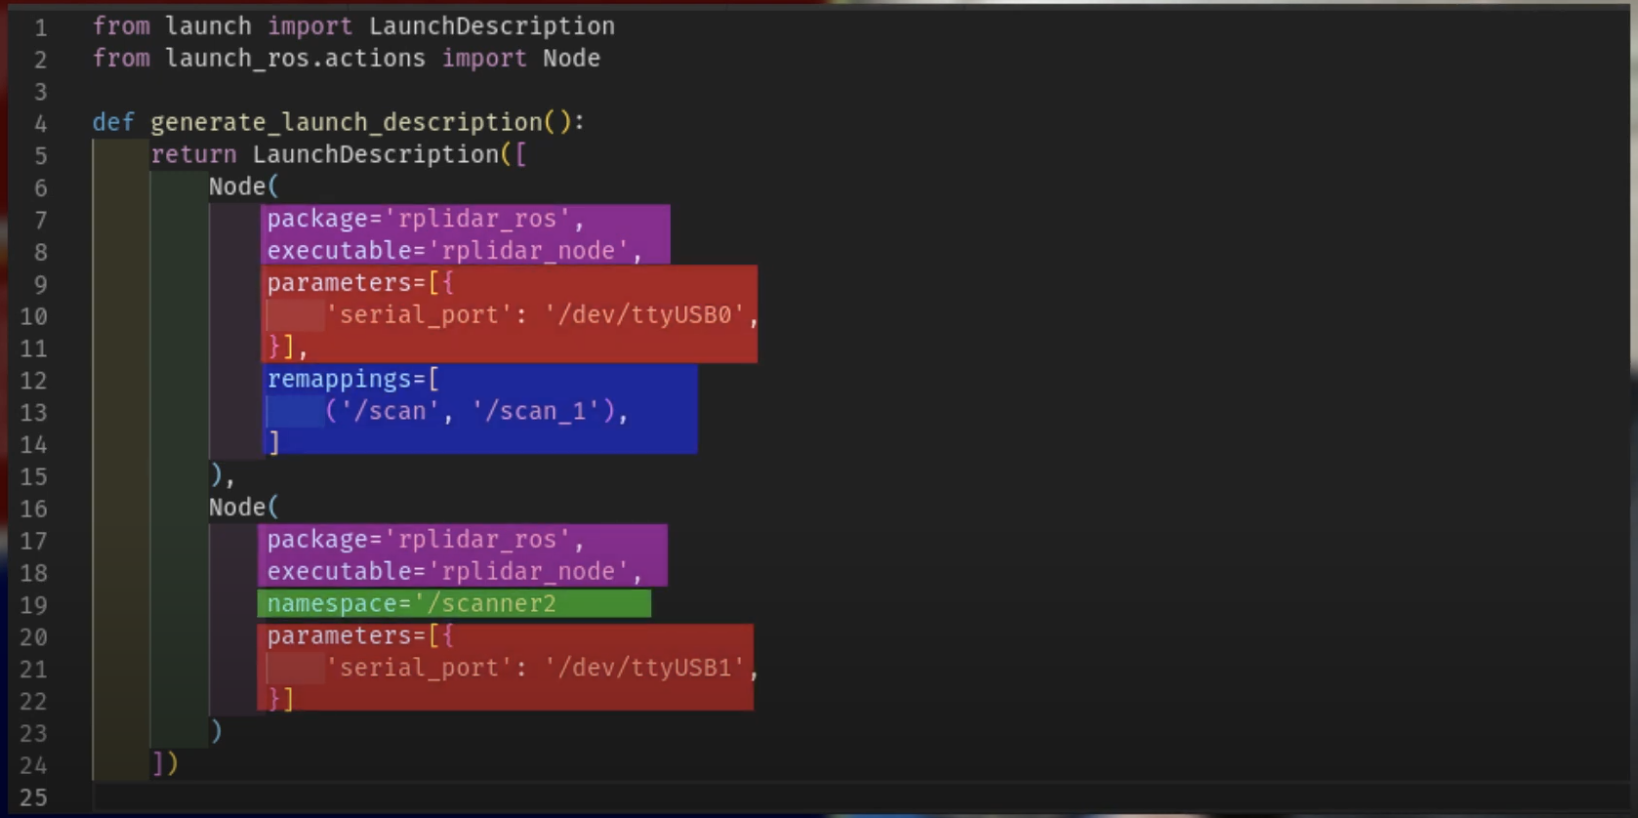 1 from launch import LaunchDescription
2 from launch_ros.actions import Node
3
4 def generate_launch_description():
5     return LaunchDescription([
6         Node(
7             package='rplidar_ros',
8             executable='rplidar_node',
9             parameters=[{
10                 'serial_port': '/dev/ttyUSB0',
11             }],
12             remappings=[
13                 ('/scan', '/scan_1'),
14             ]
15         ),
16         Node(
17             package='rplidar_ros',
18             executable='rplidar_node',
19             namespace='/scanner2
20             parameters=[{
21                 'serial_port': '/dev/ttyUSB1',
22             }]
23         )
24     ])
25